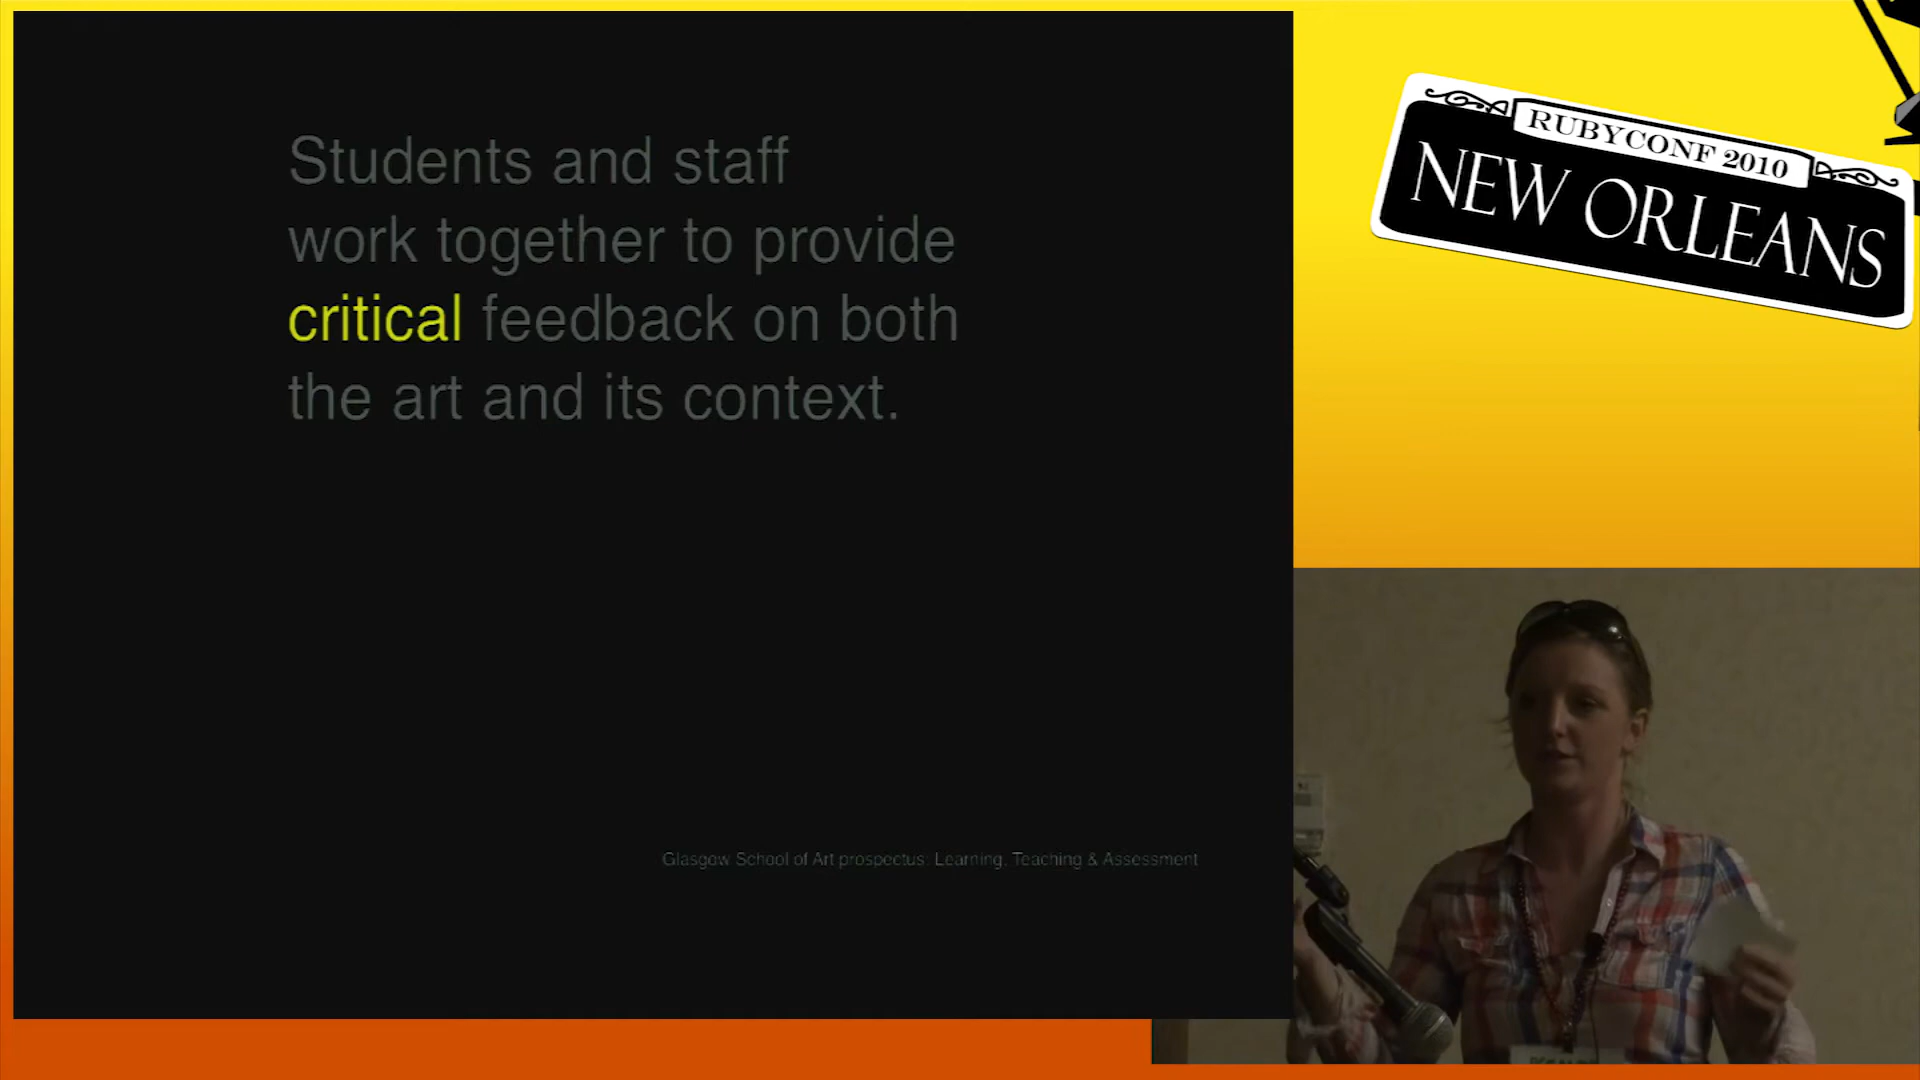 Students and staff
work together to provide
critical feedback on both
the art and its context.
Glasgow School of Art prospectus: Learning, Teaching & Assessment
RUBYCONF 2010
NEW ORLEANS